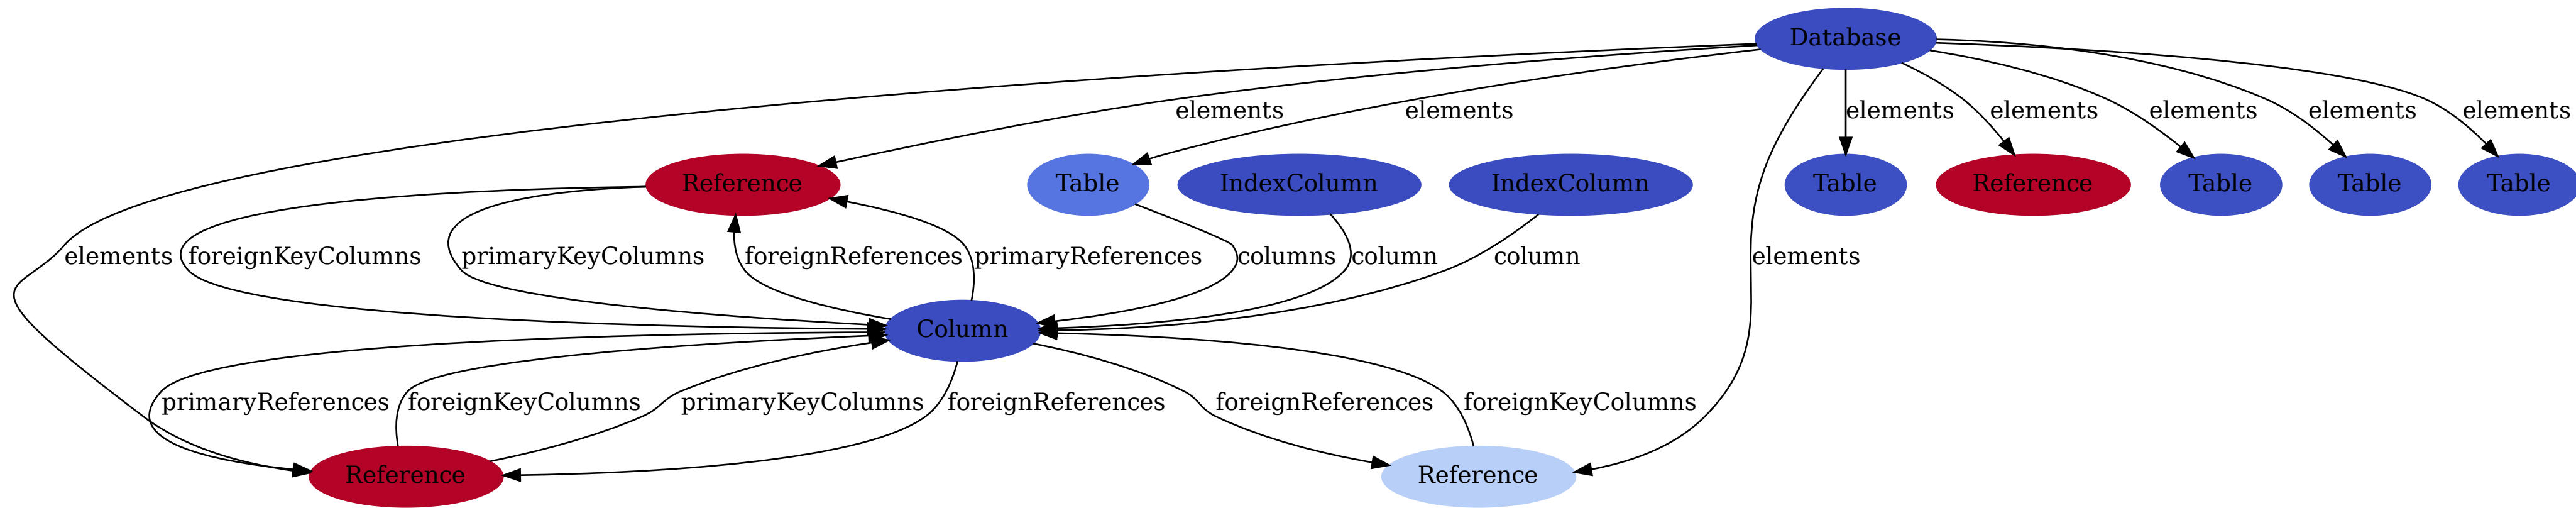 Database
elements elements elements elements elements elements elements
Reference Table IndexColumn IndexColumn Table Reference Table Table Table
elements foreignKeyColumns primaryKeyColumns foreignReferences primaryReferences columns column column elements
Column
primaryReferences foreignKeyColumns primaryKeyColumns foreignReferences foreignReferences foreignKeyColumns
Reference Reference